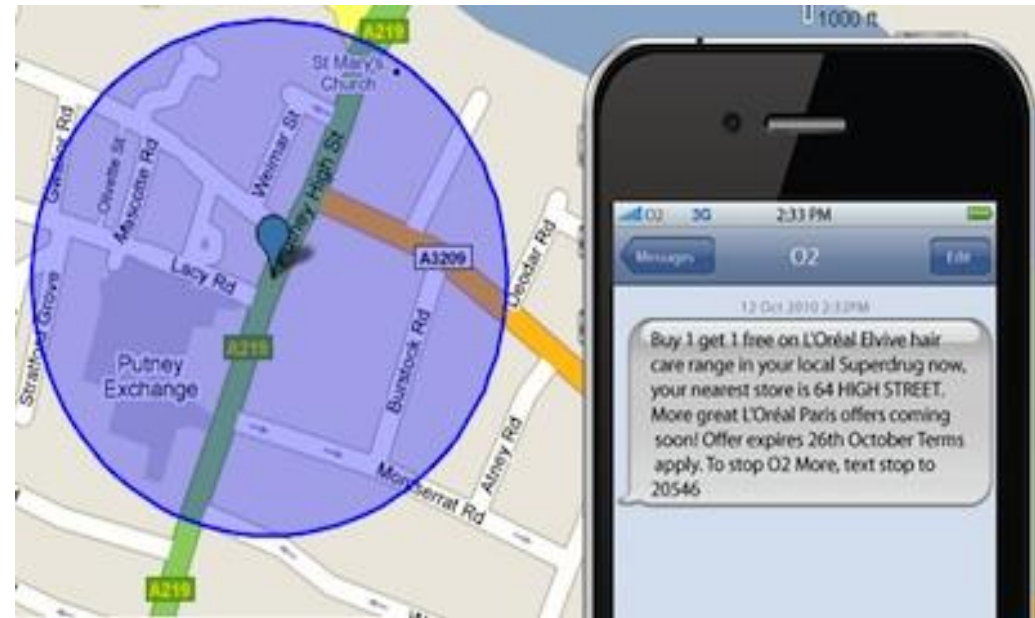 1000 ft
A219
St Mary's
Church
Weimar St
Putney High St
Olivette St
Mascotte Rd
Lacy Rd
A3209
Deodar Rd
Stratford Grove
A219
Putney
Exchange
Burstock Rd
Atney Rd
Montserrat Rd
A219
O2 3G 2:33 PM
Messages
O2
Edit
12 Oct 2010 2:32PM
Buy 1 get 1 free on L'Oréal Elvive hair
care range in your local Superdrug now,
your nearest store is 64 HIGH STREET.
More great L'Oréal Paris offers coming
soon! Offer expires 26th October Terms
apply. To stop O2 More, text stop to
20546